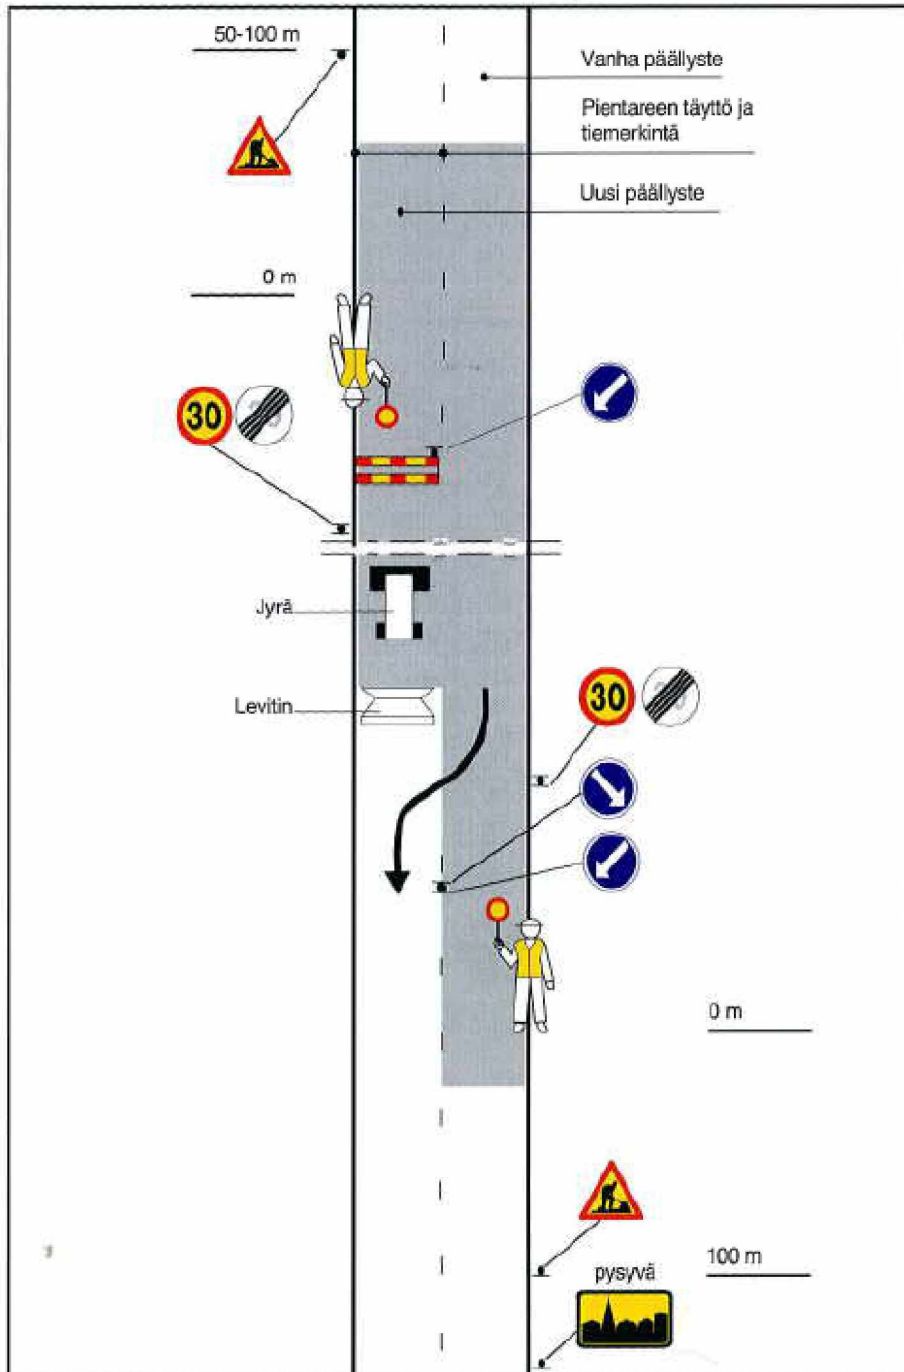 50-100 m
Vanha päällyste
Pientareen täyttö ja
tiemerkintä
Uusi päällyste
0 m
30
Jyrä
Levitin
30
0 m
100 m
pysyvä